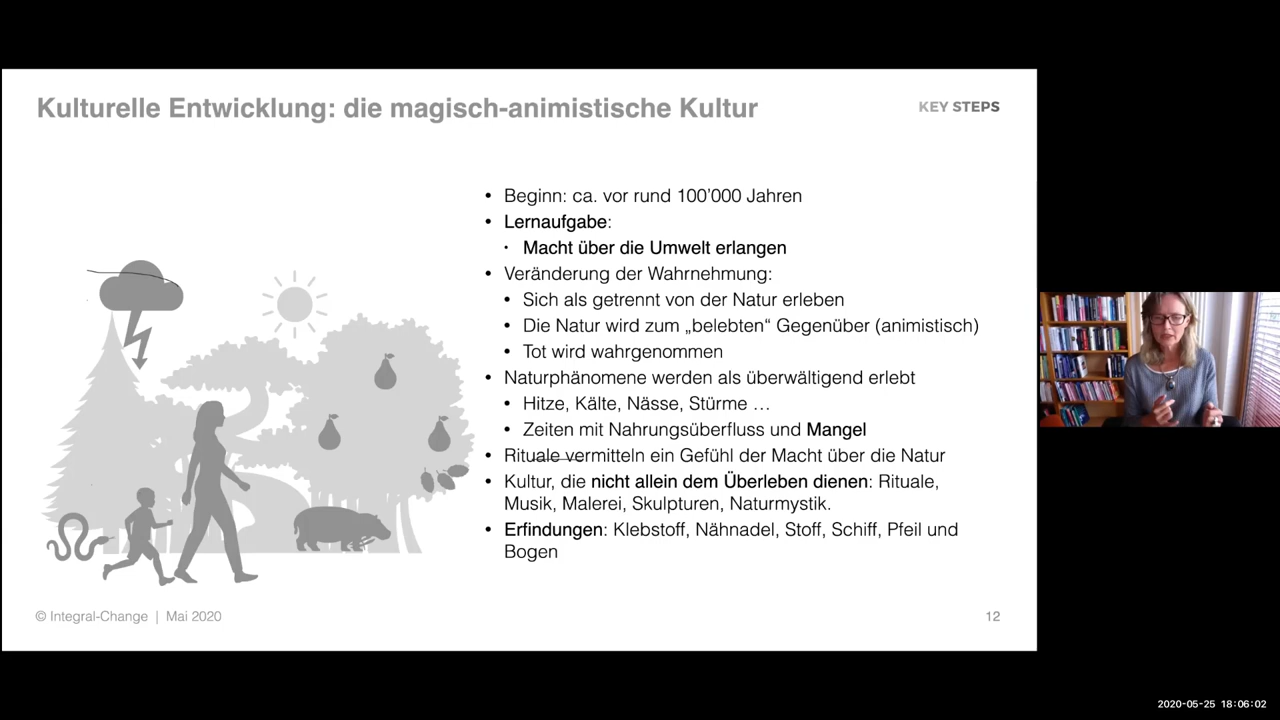 Kulturelle Entwicklung: die magisch-animistische Kultur
KEY STEPS
• Beginn: ca. vor rund 100’000 Jahren
• Lernaufgabe:
• Macht über die Umwelt erlangen
• Veränderung der Wahrnehmung:
• Sich als getrennt von der Natur erleben
• Die Natur wird zum „belebten“ Gegenüber (animistisch)
• Tot wird wahrgenommen
• Naturphänomene werden als überwältigend erlebt
• Hitze, Kälte, Nässe, Stürme …
• Zeiten mit Nahrungsüberfluss und Mangel
• Rituale vermitteln ein Gefühl der Macht über die Natur
• Kultur, die nicht allein dem Überleben dienen: Rituale,
Musik, Malerei, Skulpturen, Naturmystik.
• Erfindungen: Klebstoff, Nähnadel, Stoff, Schiff, Pfeil und
Bogen
© Integral-Change | Mai 2020
12
2020-05-25 18:06:02